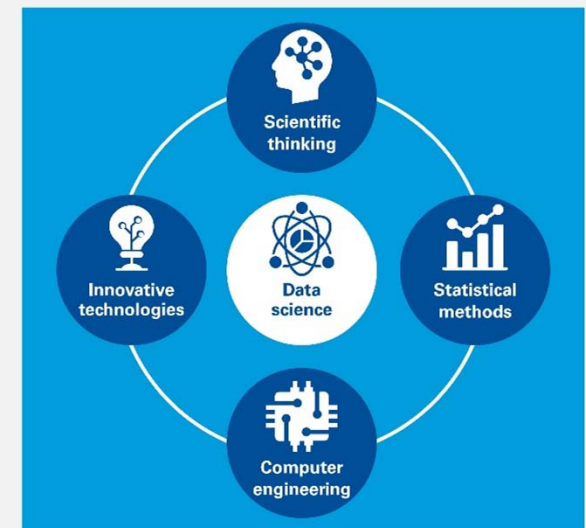 Scientific
thinking
Innovative
technologies
Data
science
Statistical
methods
Computer
engineering